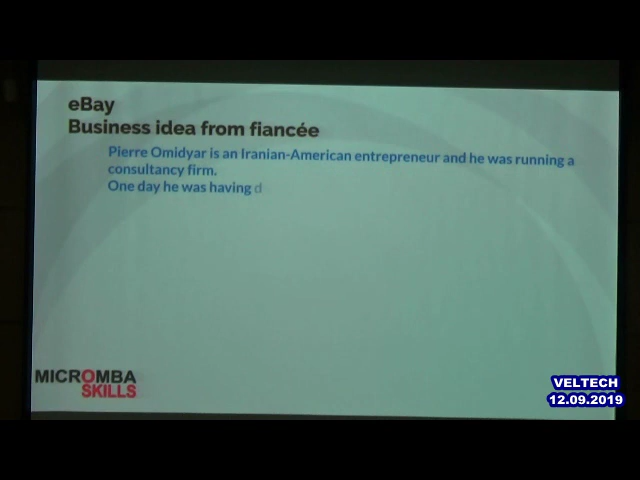 eBay
Business idea from fiancée
Pierre Omidyar is an Iranian-American entrepreneur and he was running a
consultancy firm.
One day he was having d
MICROMBA
SKILLS
VELTECH
12.09.2019